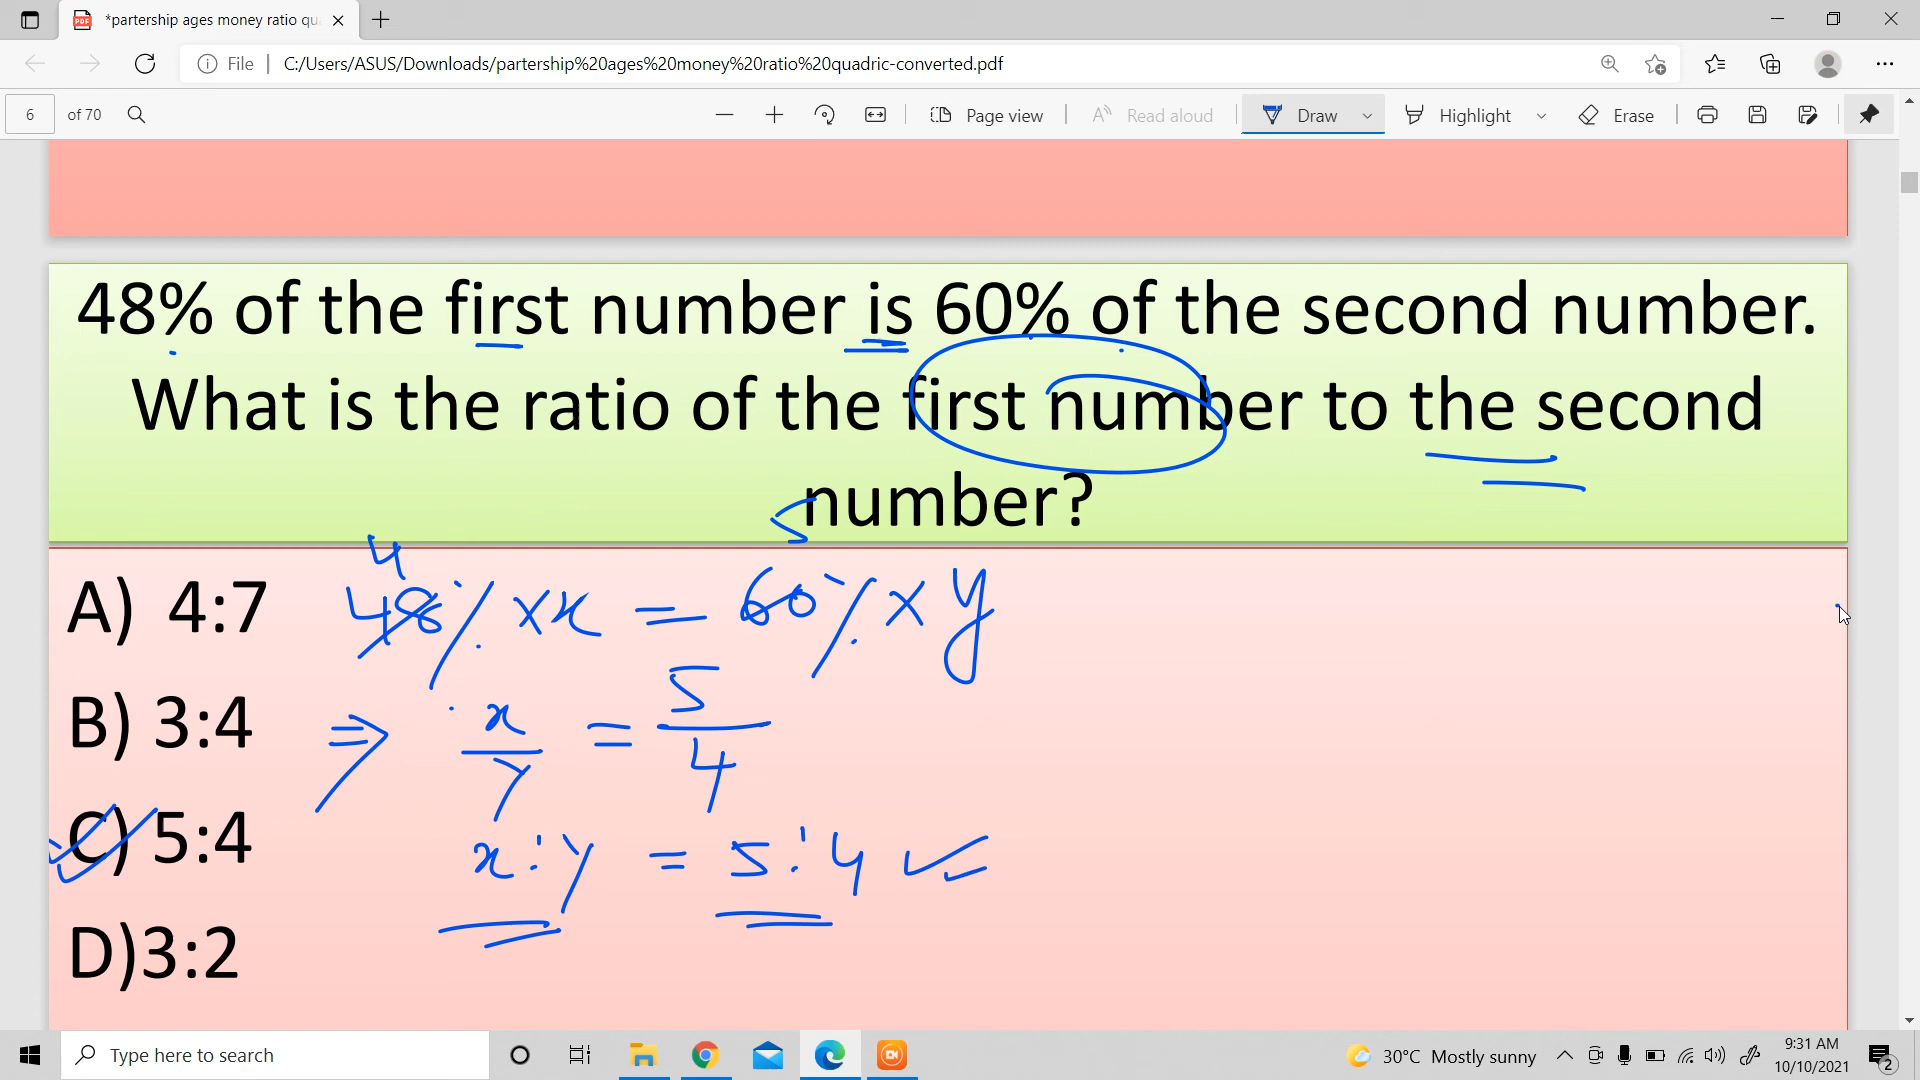 *partership ages money ratio qu
File
C:/Users/ASUS/Downloads/partership%20ages%20money%20ratio%20quadric-converted.pdf
6 of 70
Page view
Read aloud
Draw
Highlight
Erase
48% of the first number is 60% of the second number.
What is the ratio of the first number to the second
number?
4 5
A) 4:7
48% × x = 60% × y
B) 3:4
⇒ x/y = 5/4
C) 5:4
x : y = 5 : 4 ✓
D)3:2
Type here to search
30°C Mostly sunny
9:31 AM
10/10/2021
2